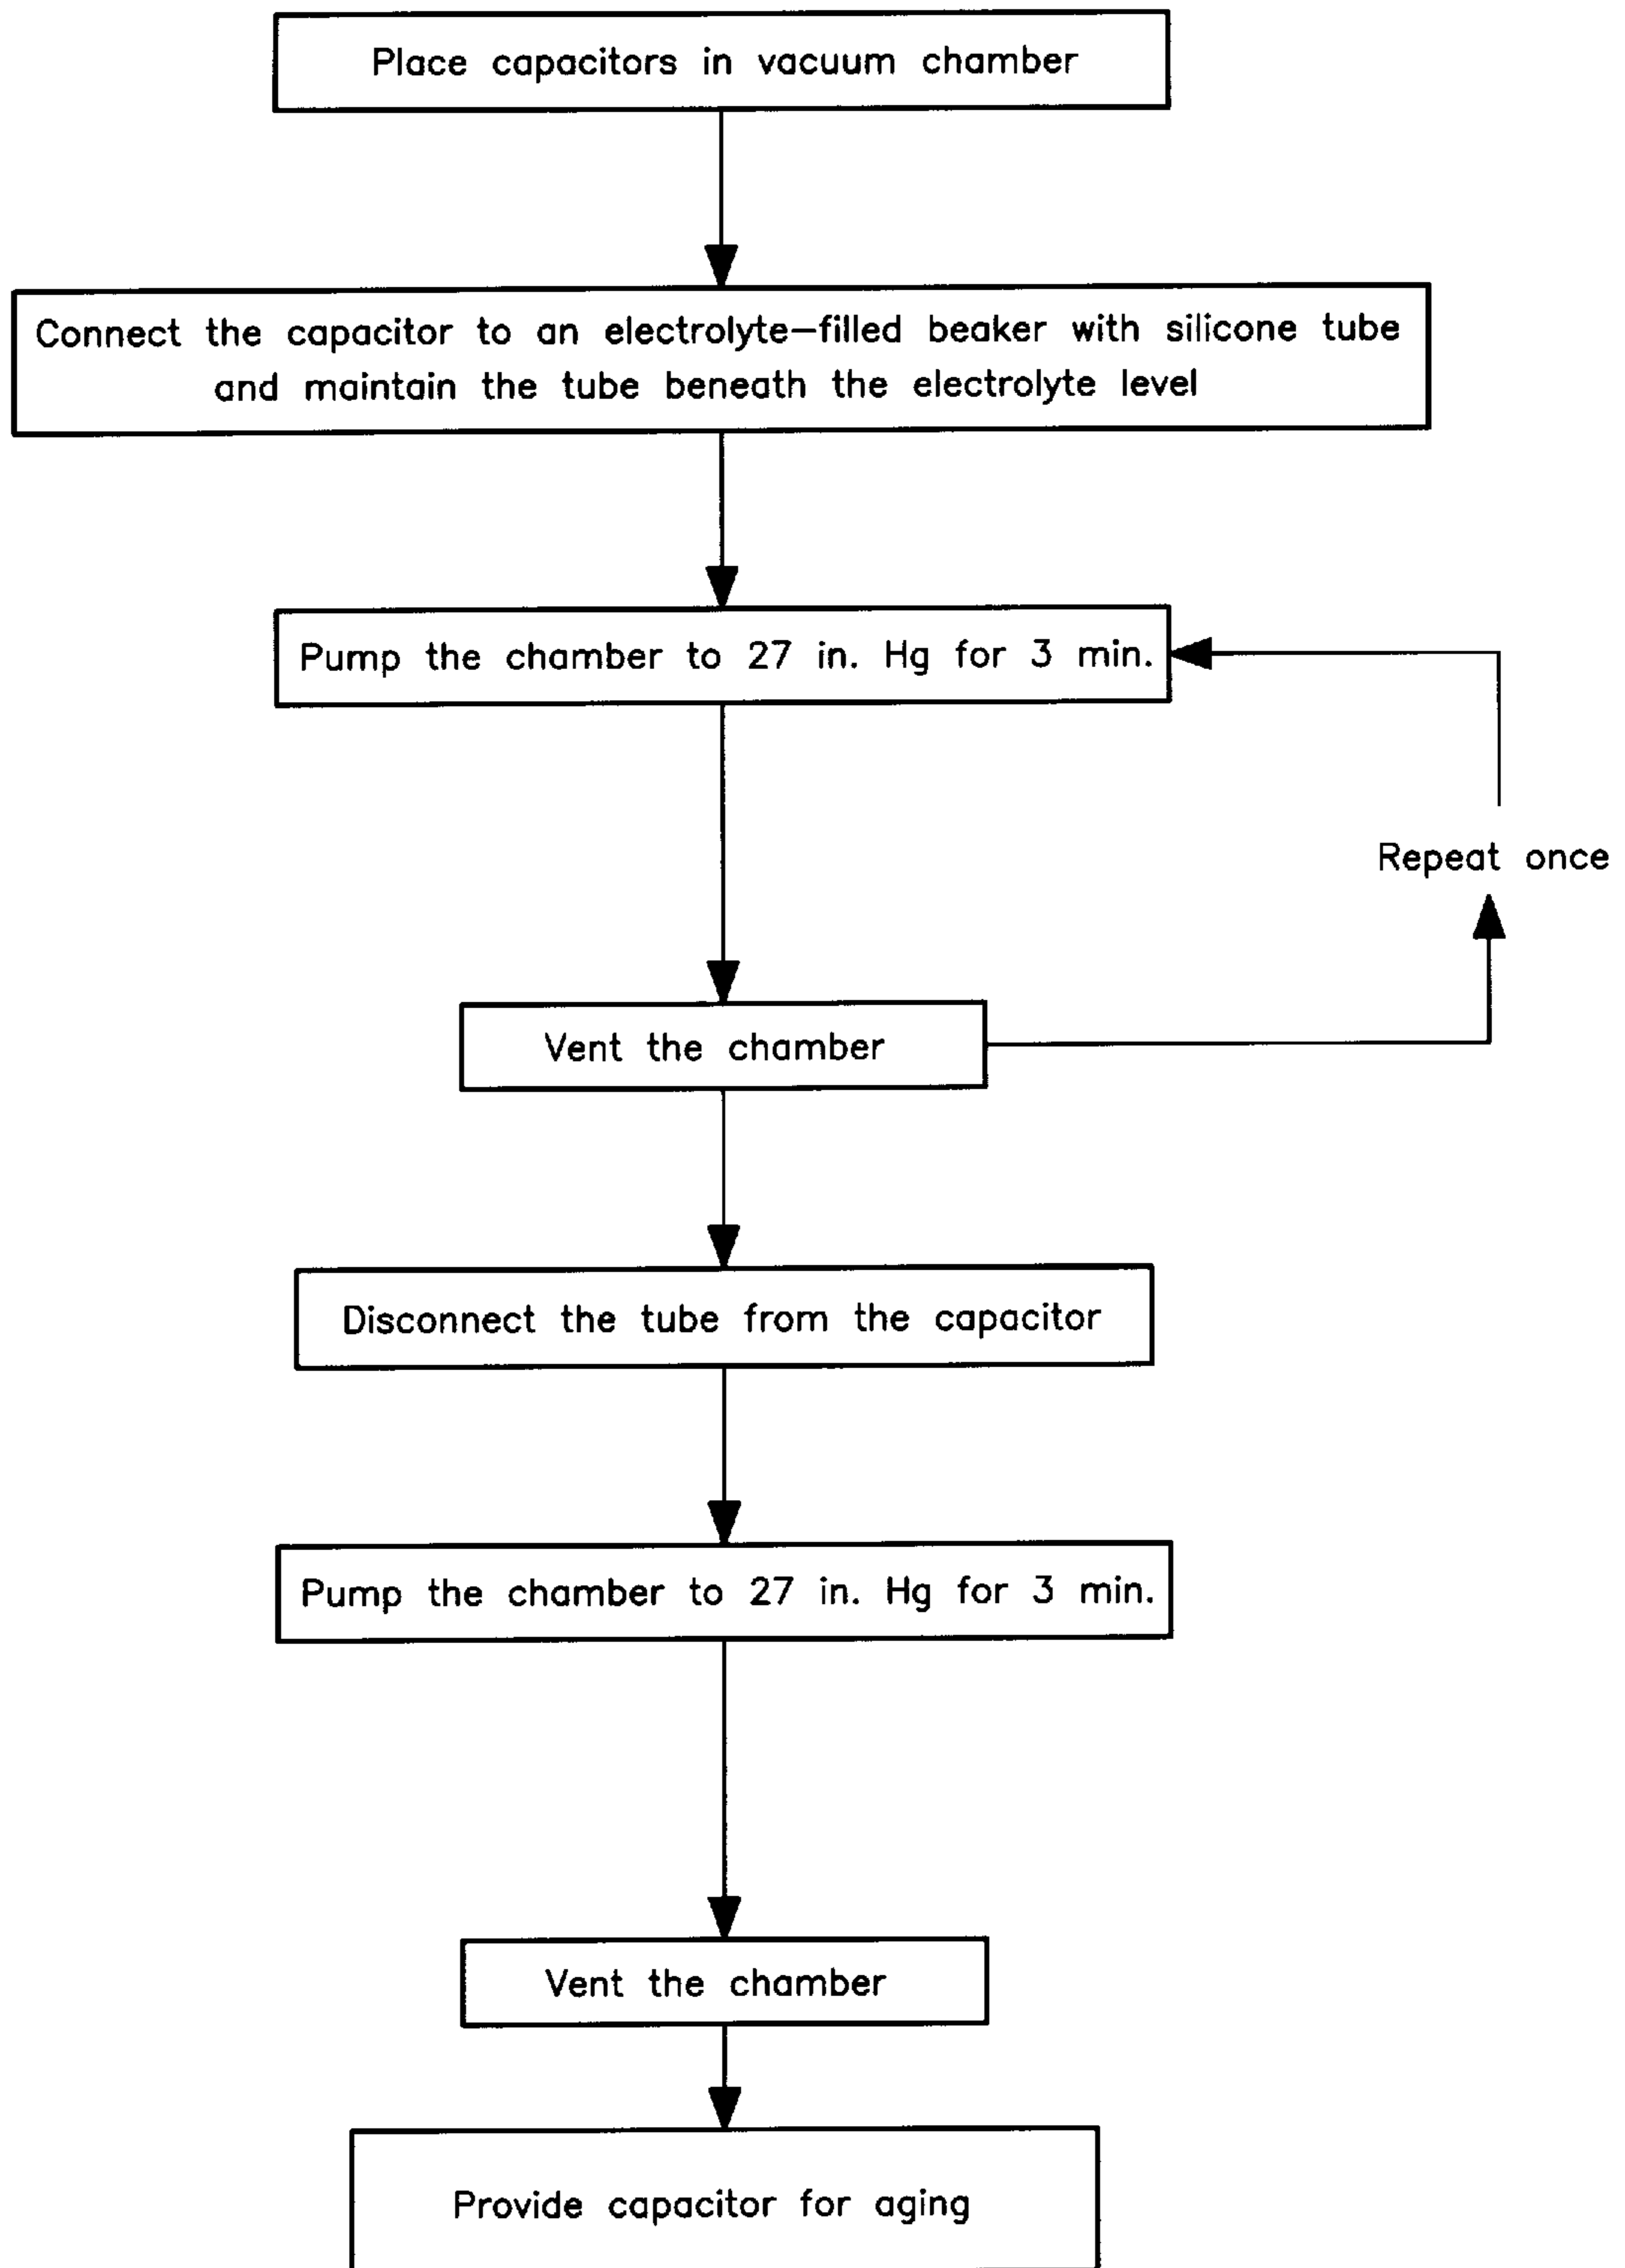 Place capacitors in vacuum chamber
Connect the capacitor to an electrolyte–filled beaker with silicone tube
and maintain the tube beneath the electrolyte level
Pump the chamber to 27 in. Hg for 3 min.
Repeat once
Vent the chamber
Disconnect the tube from the capacitor
Pump the chamber to 27 in. Hg for 3 min.
Vent the chamber
Provide capacitor for aging